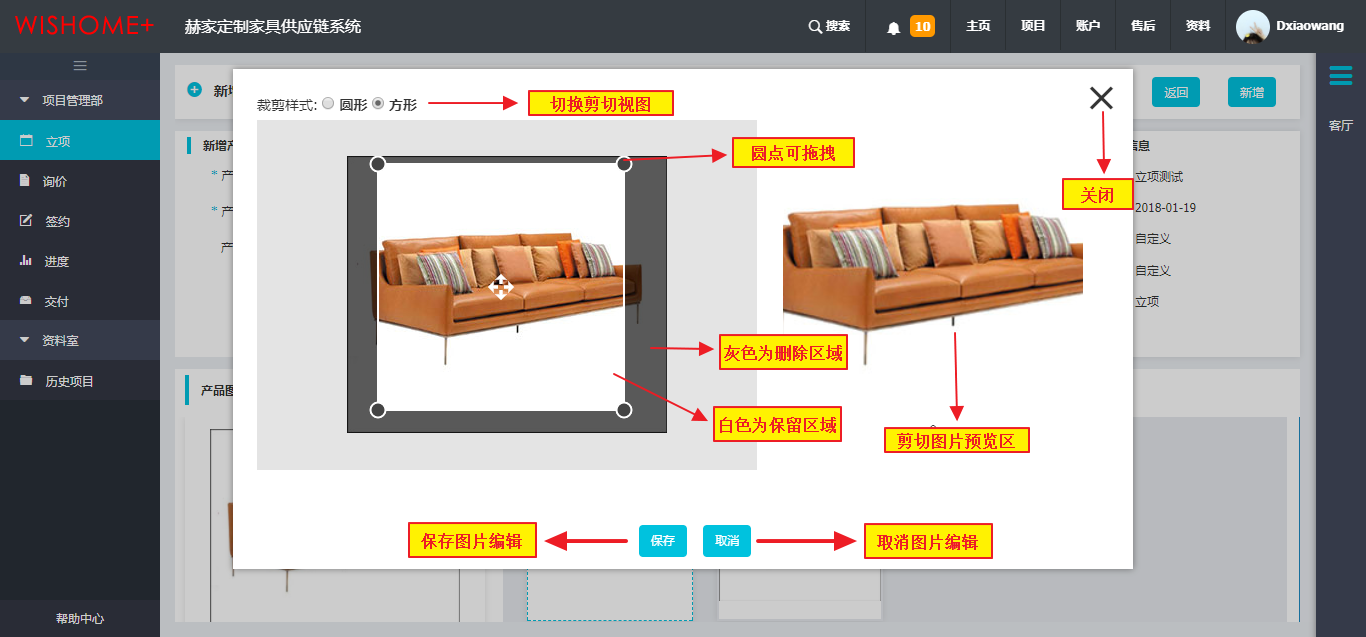 WISHOME+ 赫家定制家具供应链系统 搜索 10 主页 项目 账户 售后 资料 Dxiaowang
项目管理部
立项
询价
签约
进度
交付
资料室
历史项目
帮助中心
新增
返回 新增
客厅
新增产
* 产
* 产
产
产品图
信息
立项测试
2018-01-19
自定义
自定义
立项
裁剪样式: 圆形 方形 切换剪切视图
圆点可拖拽
关闭
灰色为删除区域
白色为保留区域
剪切图片预览区
保存图片编辑 保存 取消 取消图片编辑